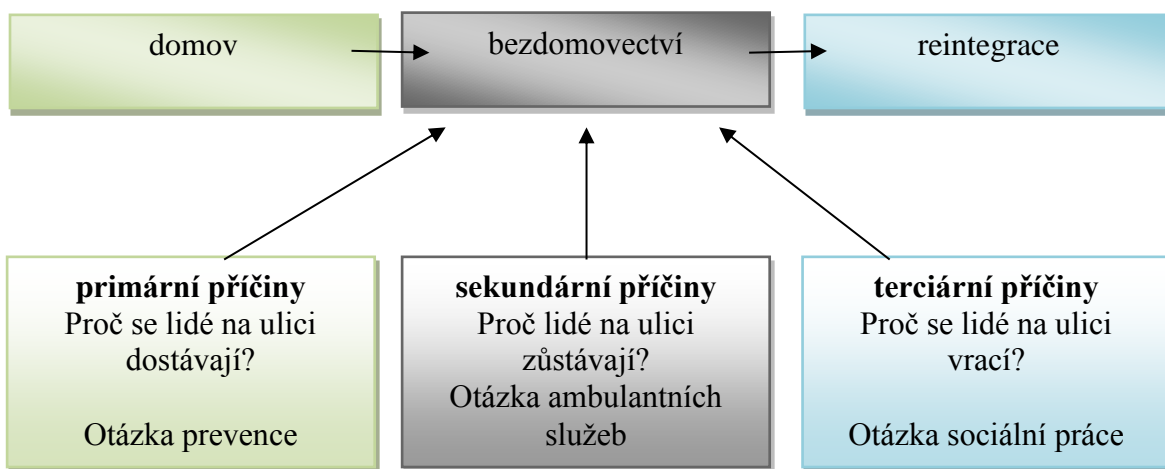 domov
bezdomovectví
reintegrace
primární příčiny
Proč se lidé na ulici
dostávají?
Otázka prevence
sekundární příčiny
Proč lidé na ulici
zůstávají?
Otázka ambulantních
služeb
terciární příčiny
Proč se lidé na ulici
vrací?
Otázka sociální práce